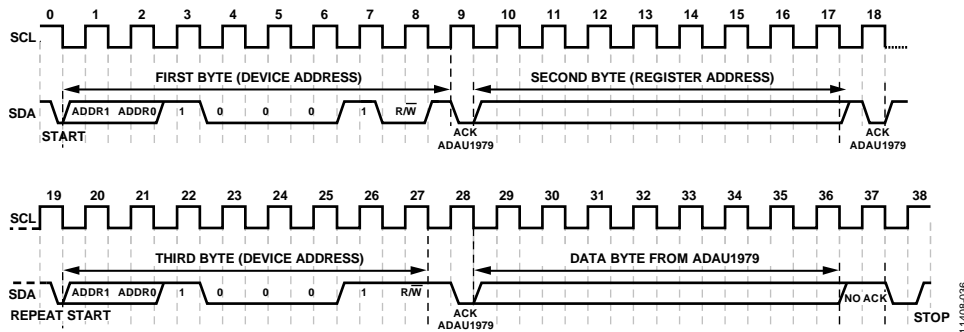 0 1 2 3 4 5 6 7 8 9 10 11 12 13 14 15 16 17 18
SCL
FIRST BYTE (DEVICE ADDRESS) SECOND BYTE (REGISTER ADDRESS)
SDA ADDR1 ADDR0 1 0 0 0 1 R/W
START ACK ADAU1979 ACK ADAU1979
19 20 21 22 23 24 25 26 27 28 29 30 31 32 33 34 35 36 37 38
SCL
THIRD BYTE (DEVICE ADDRESS) DATA BYTE FROM ADAU1979
SDA ADDR1 ADDR0 1 0 0 0 1 R/W NO ACK
REPEAT START ACK ADAU1979 STOP
11408-026